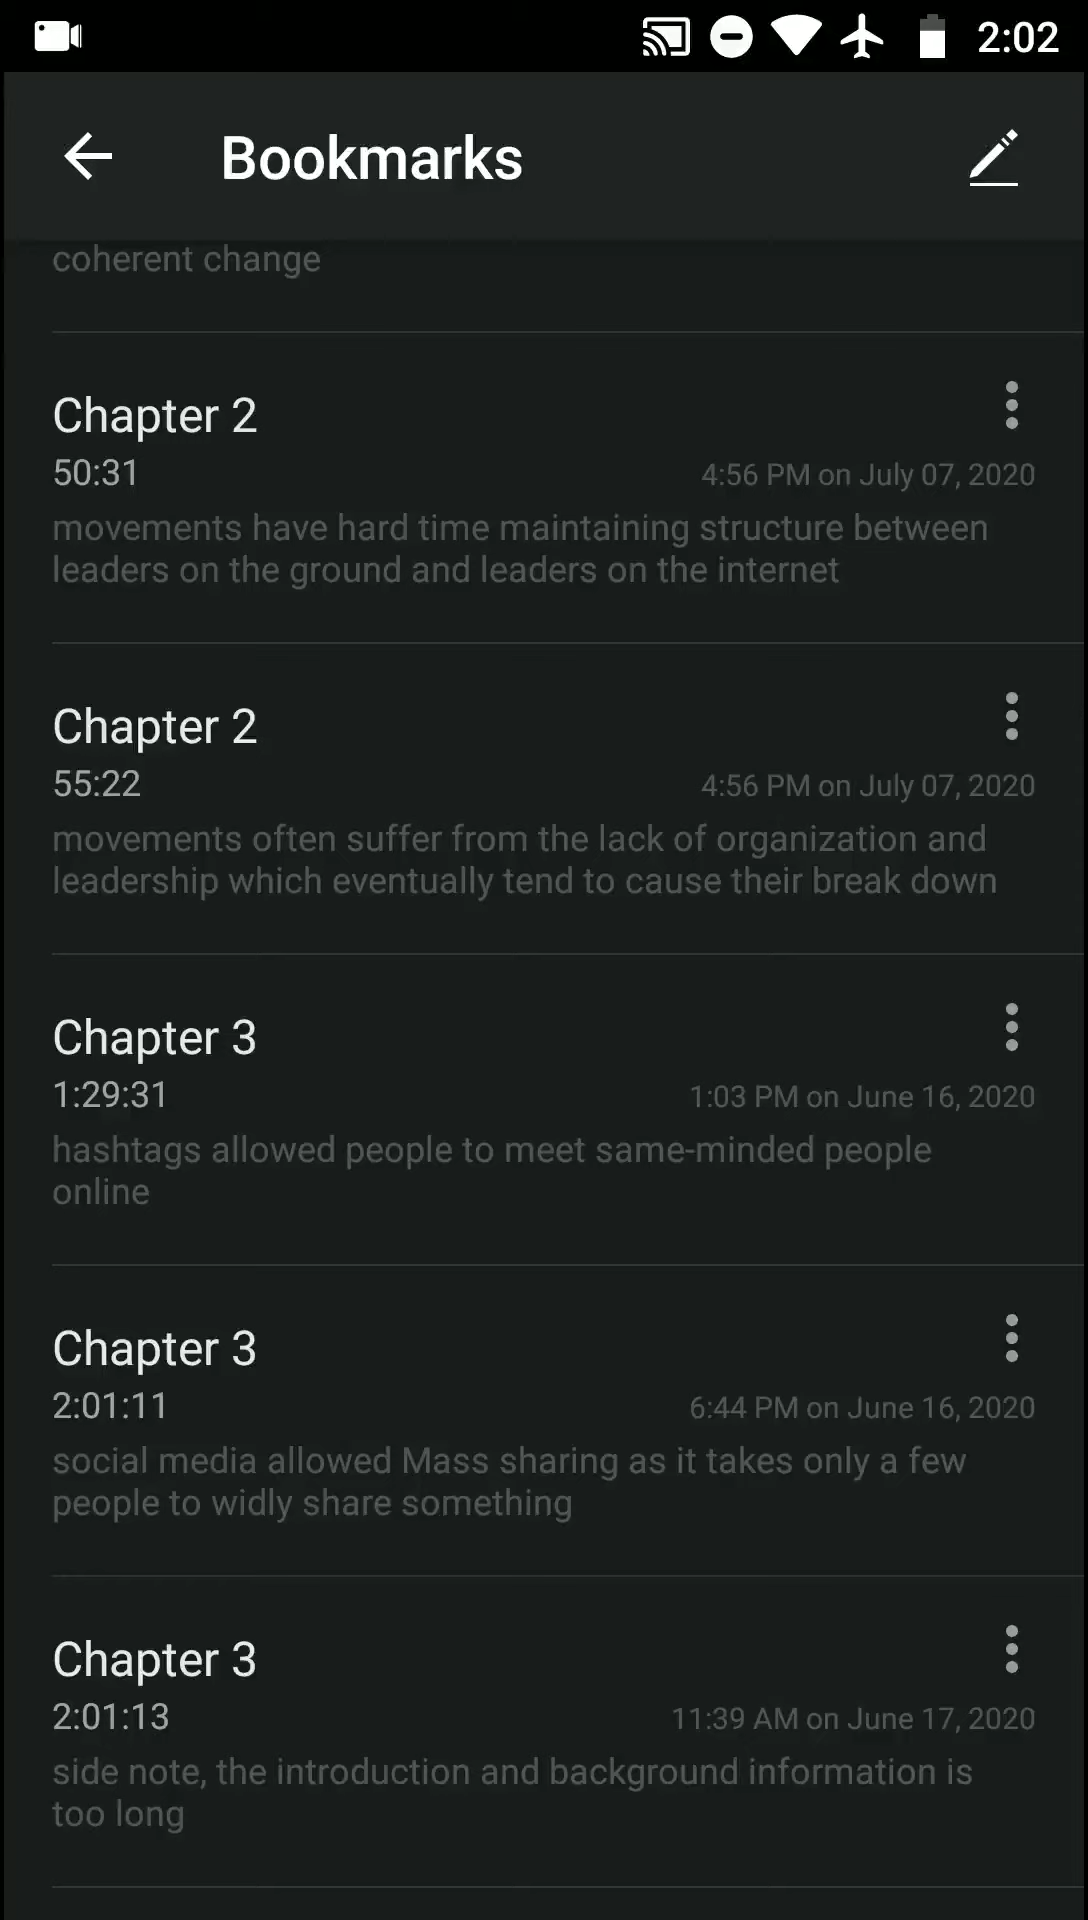 2:02
Bookmarks
coherent change
Chapter 2
50:31
4:56 PM on July 07, 2020
movements have hard time maintaining structure between
leaders on the ground and leaders on the internet
Chapter 2
55:22
4:56 PM on July 07, 2020
movements often suffer from the lack of organization and
leadership which eventually tend to cause their break down
Chapter 3
1:29:31
1:03 PM on June 16, 2020
hashtags allowed people to meet same-minded people
online
Chapter 3
2:01:11
6:44 PM on June 16, 2020
social media allowed Mass sharing as it takes only a few
people to widly share something
Chapter 3
2:01:13
11:39 AM on June 17, 2020
side note, the introduction and background information is
too long